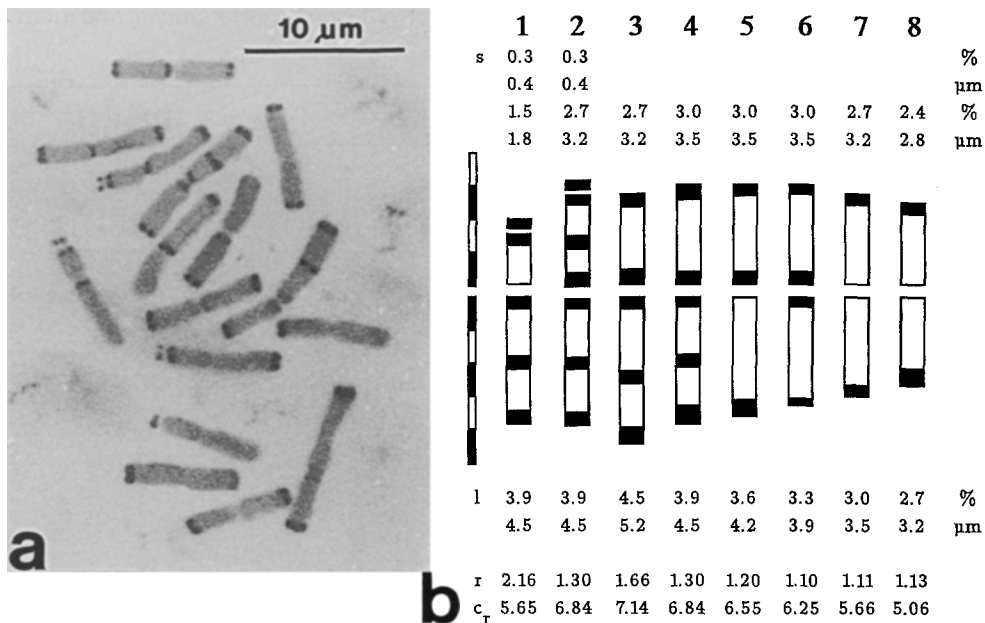 10 µm
a
1 2 3 4 5 6 7 8
s 0.3 0.3 %
0.4 0.4 µm
1.5 2.7 2.7 3.0 3.0 3.0 2.7 2.4 %
1.8 3.2 3.2 3.5 3.5 3.5 3.2 2.8 µm
l 3.9 3.9 4.5 3.9 3.6 3.3 3.0 2.7 %
4.5 4.5 5.2 4.5 4.2 3.9 3.5 3.2 µm
r 2.16 1.30 1.66 1.30 1.20 1.10 1.11 1.13
b
c_r 5.65 6.84 7.14 6.84 6.55 6.25 5.66 5.06